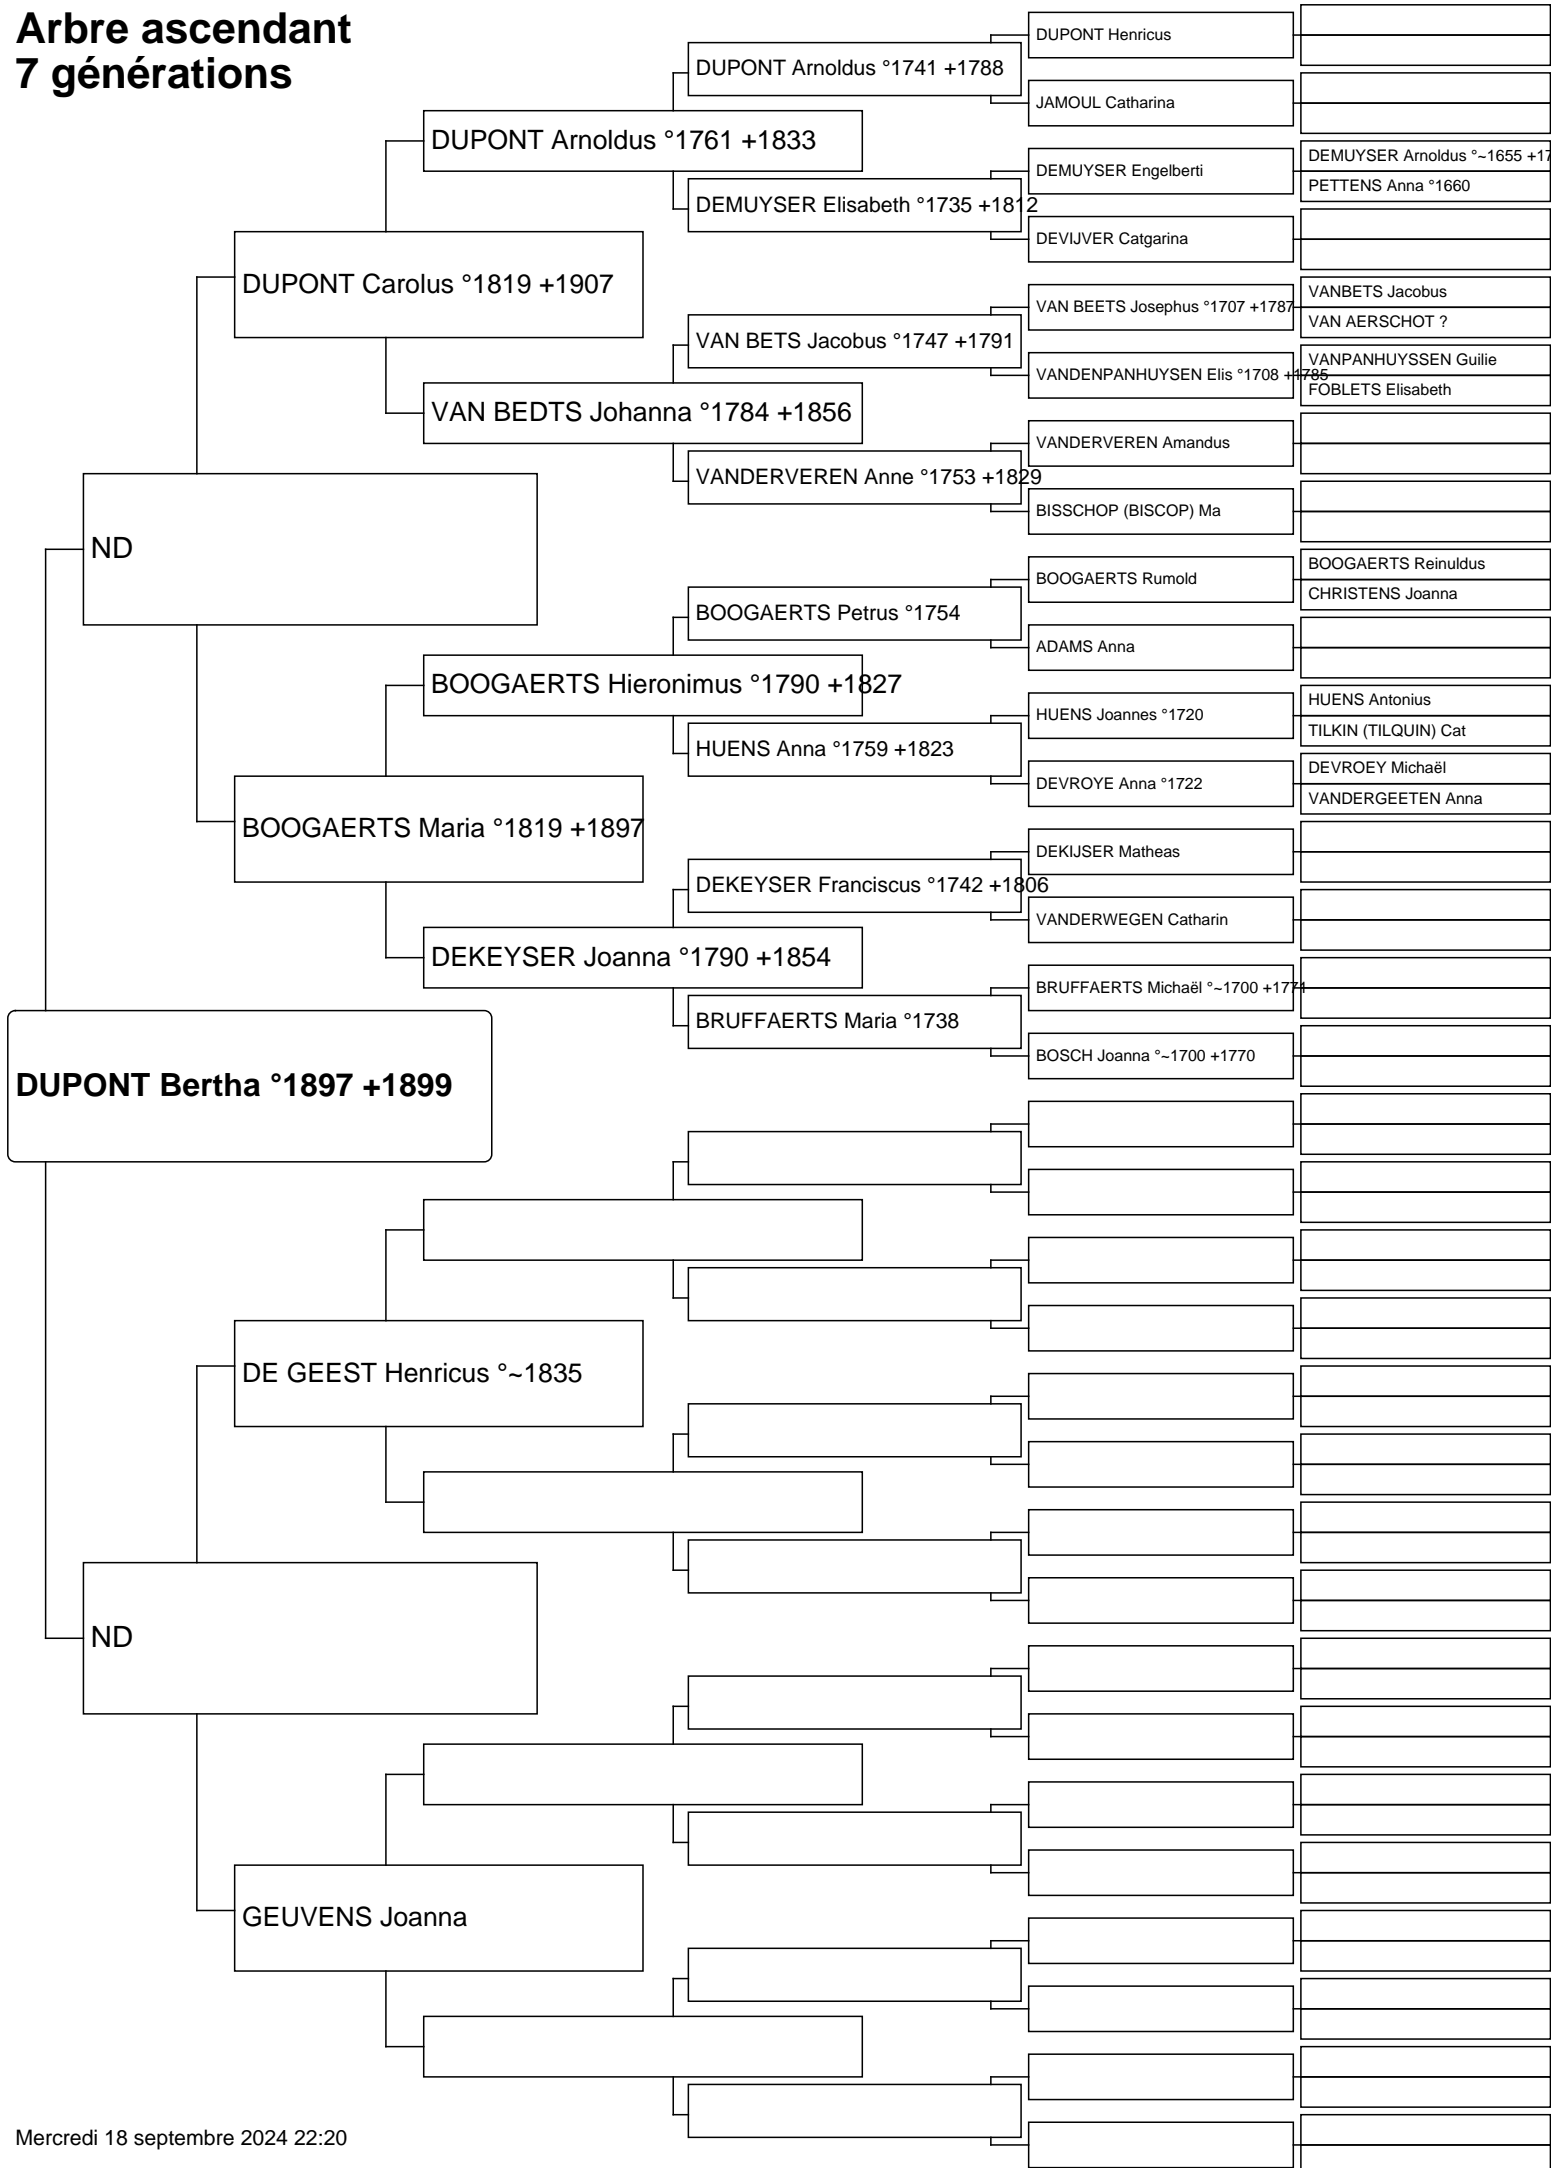 Arbre ascendant
7 générations
DUPONT Henricus
DUPONT Arnoldus °1741 +1788
JAMOUL Catharina
DUPONT Arnoldus °1761 +1833
DEMUYSER Arnoldus °~1655 +17
DEMUYSER Engelberti
PETTENS Anna °1660
DEMUYSER Elisabeth °1735 +1812
DEVIJVER Catgarina
DUPONT Carolus °1819 +1907
VANBETS Jacobus
VAN BEETS Josephus °1707 +1787
VAN AERSCHOT ?
VAN BETS Jacobus °1747 +1791
VANPANHUYSSEN Guilie
VANDENPANHUYSEN Elis °1708 +1785
FOBLETS Elisabeth
VAN BEDTS Johanna °1784 +1856
VANDERVEREN Amandus
VANDERVEREN Anne °1753 +1829
BISSCHOP (BISCOP) Ma
ND
BOOGAERTS Reinuldus
BOOGAERTS Rumold
CHRISTENS Joanna
BOOGAERTS Petrus °1754
ADAMS Anna
BOOGAERTS Hieronimus °1790 +1827
HUENS Antonius
HUENS Joannes °1720
TILKIN (TILQUIN) Cat
HUENS Anna °1759 +1823
DEVROEY Michaël
DEVROYE Anna °1722
VANDERGEETEN Anna
BOOGAERTS Maria °1819 +1897
DEKIJSER Matheas
DEKEYSER Franciscus °1742 +1806
VANDERWEGEN Catharin
DEKEYSER Joanna °1790 +1854
BRUFFAERTS Michaël °~1700 +1771
BRUFFAERTS Maria °1738
BOSCH Joanna °~1700 +1770
DUPONT Bertha °1897 +1899
DE GEEST Henricus °~1835
ND
GEUVENS Joanna
Mercredi 18 septembre 2024 22:20